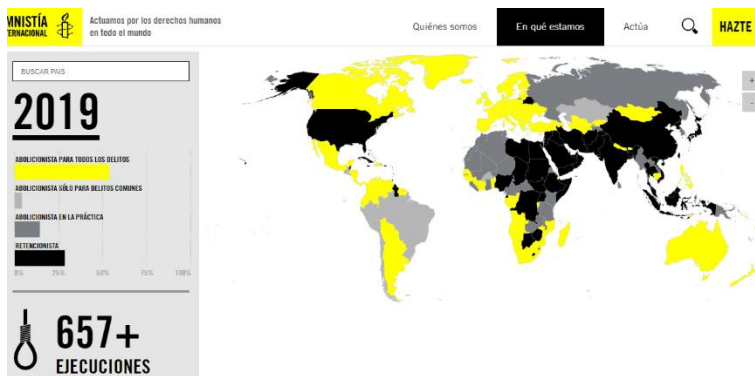 MNISTÍA
TERNACIONAL
Actuamos por los derechos humanos
en todo el mundo
Quiénes somos
En qué estamos
Actúa
HAZTE
BUSCAR PAIS
2019
ABOLICIONISTA PARA TODOS LOS DELITOS
ABOLICIONISTA SÓLO PARA DELITOS COMUNES
ABOLICIONISTA EN LA PRÁCTICA
RETENCIONISTA
0% 25% 50% 75% 100%
657+
EJECUCIONES
+